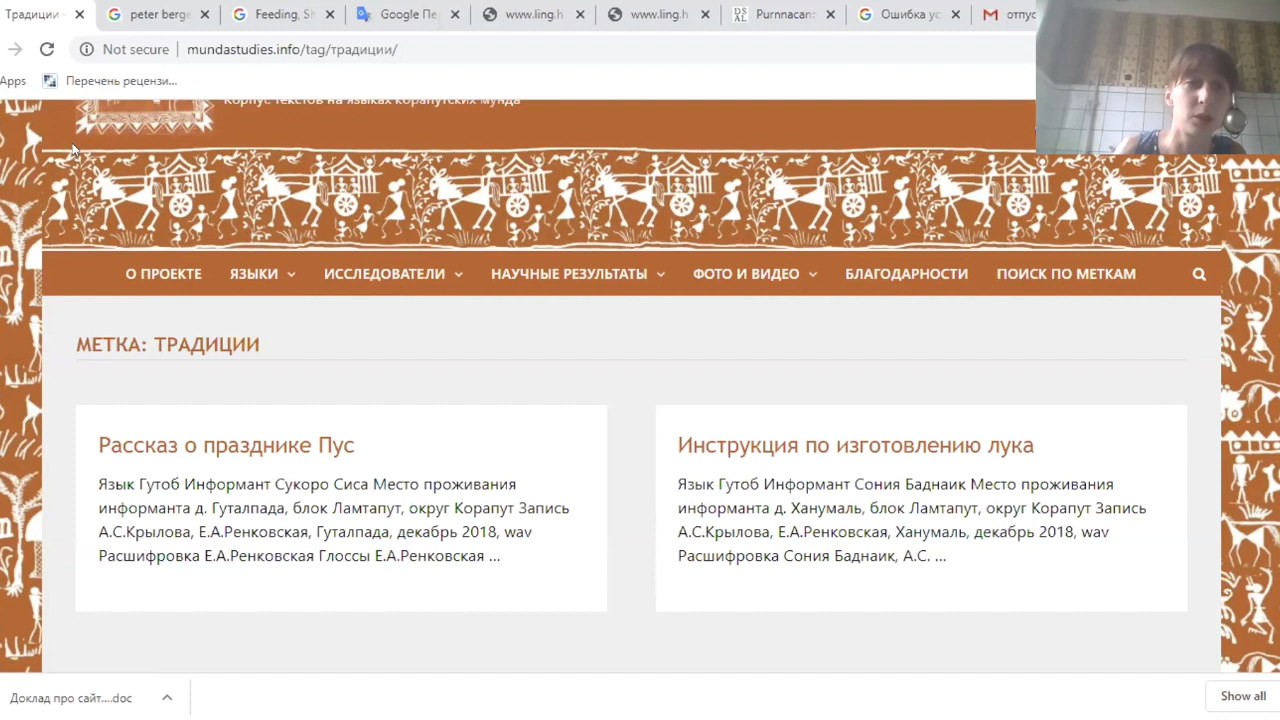 Традиции -
peter berge
Feeding, Sh
Google Пе
www.ling.h
www.ling.h
DSAL
Purnnacan
Ошибка ус
отпус
Not secure
mundastudies.info/tag/традиции/
Apps
Перечень рецензи...
Корпус текстов на языках корапутских мунда
О ПРОЕКТЕ
ЯЗЫКИ
ИССЛЕДОВАТЕЛИ
НАУЧНЫЕ РЕЗУЛЬТАТЫ
ФОТО И ВИДЕО
БЛАГОДАРНОСТИ
ПОИСК ПО МЕТКАМ
МЕТКА: ТРАДИЦИИ
Рассказ о празднике Пус
Язык Гутоб Информант Сукоро Сиса Место проживания
информанта д. Гуталпада, блок Ламтапут, округ Корапут Запись
А.С.Крылова, Е.А.Ренковская, Гуталпада, декабрь 2018, wav
Расшифровка Е.А.Ренковская Глоссы Е.А.Ренковская ...
Инструкция по изготовлению лука
Язык Гутоб Информант Сония Баднаик Место проживания
информанта д. Ханумаль, блок Ламтапут, округ Корапут Запись
А.С.Крылова, Е.А.Ренковская, Ханумаль, декабрь 2018, wav
Расшифровка Сония Баднаик, А.С. ...
Доклад про сайт....doc
Show all